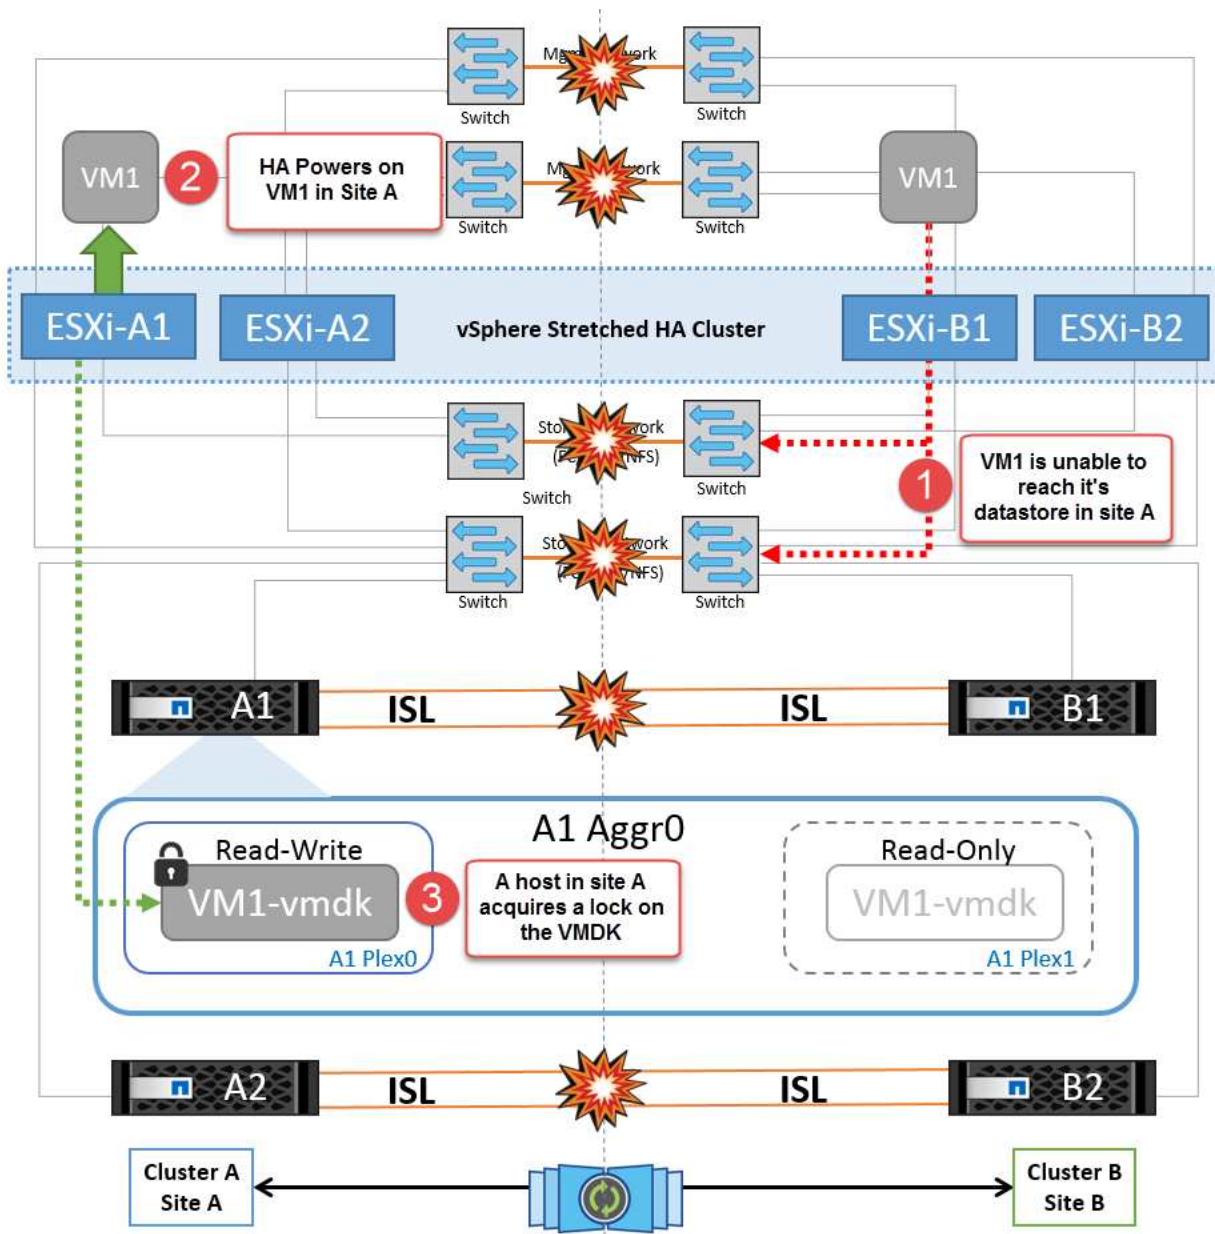 Switch
Switch
VM1
2
HA Powers on
VM1 in Site A
VM1
Switch
Switch
ESXi-A1
ESXi-A2
vSphere Stretched HA Cluster
ESXi-B1
ESXi-B2
Switch
Switch
1
VM1 is unable to
reach it's
datastore in site A
Switch
Switch
A1
ISL
ISL
B1
A1 Aggr0
Read-Write
VM1-vmdk
A1 Plex0
3
A host in site A
acquires a lock on
the VMDK
Read-Only
VM1-vmdk
A1 Plex1
A2
ISL
ISL
B2
Cluster A
Site A
Cluster B
Site B